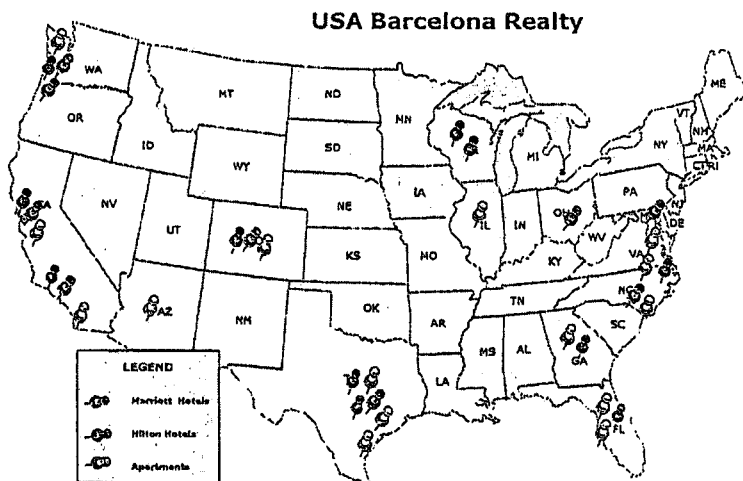 USA Barcelona Realty
WA
OR
ID
MT
ND
MN
SD
WY
NV
UT
NE
IA
KS
MO
IL
IN
MI
KY
WV
VA
PA
NY
VT
NH
ME
MA
CT RI
NJ
DE
OH
CA
AZ
NM
OK
AR
TN
NC
SC
MS
AL
GA
LA
FL
LEGEND
Marriott Hotels
Hilton Hotels
Apartments